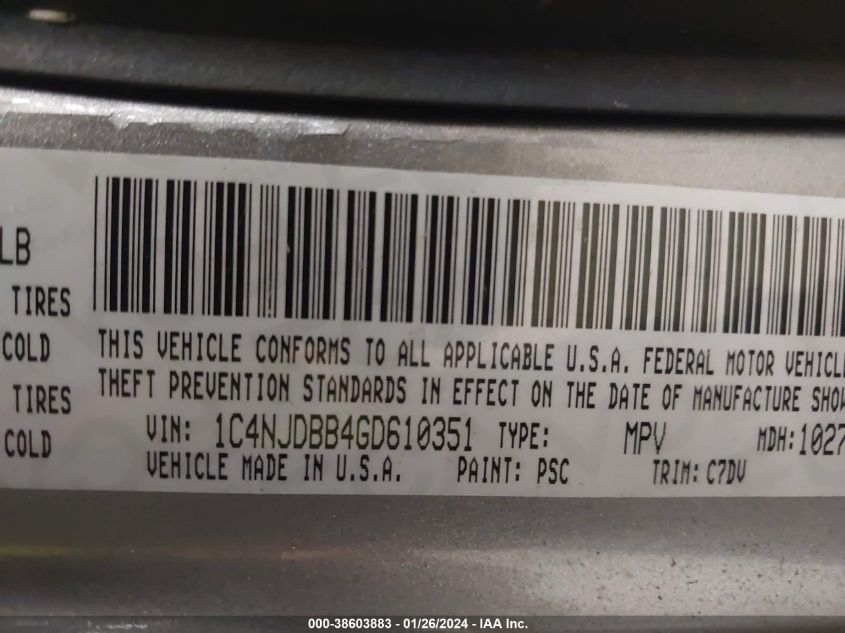 LB
TIRES
COLD
TIRES
COLD
THIS VEHICLE CONFORMS TO ALL APPLICABLE U.S.A. FEDERAL MOTOR VEHICLE
THEFT PREVENTION STANDARDS IN EFFECT ON THE DATE OF MANUFACTURE SHOW
VIN: 1C4NJDBB4GD610351 TYPE: MPV MDH:1027
VEHICLE MADE IN U.S.A. PAINT: PSC TRIM: C7DV
000-38603883 - 01/26/2024 - IAA Inc.